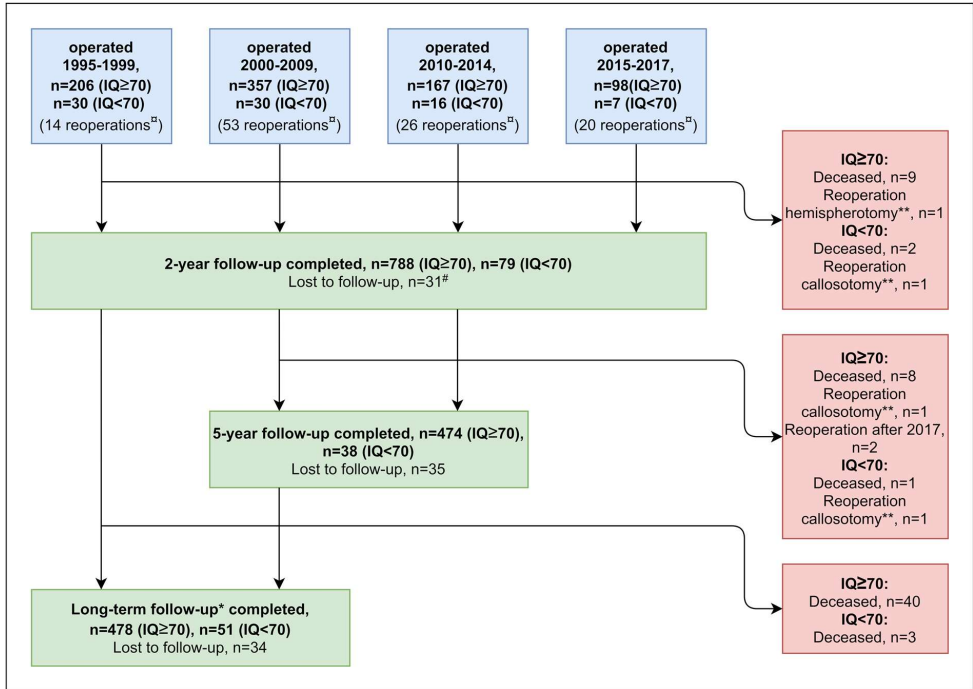 operated
1995-1999,
n=206 (IQ≥70)
n=30 (IQ<70)
(14 reoperations¤)
operated
2000-2009,
n=357 (IQ≥70)
n=30 (IQ<70)
(53 reoperations¤)
operated
2010-2014,
n=167 (IQ≥70)
n=16 (IQ<70)
(26 reoperations¤)
operated
2015-2017,
n=98(IQ≥70)
n=7 (IQ<70)
(20 reoperations¤)
IQ≥70:
Deceased, n=9
Reoperation
hemispherotomy**, n=1
IQ<70:
Deceased, n=2
Reoperation
callosotomy**, n=1
2-year follow-up completed, n=788 (IQ≥70), n=79 (IQ<70)
Lost to follow-up, n=31#
IQ≥70:
Deceased, n=8
Reoperation
callosotomy**, n=1
Reoperation after 2017,
n=2
IQ<70:
Deceased, n=1
Reoperation
callosotomy**, n=1
5-year follow-up completed, n=474 (IQ≥70),
n=38 (IQ<70)
Lost to follow-up, n=35
IQ≥70:
Deceased, n=40
IQ<70:
Deceased, n=3
Long-term follow-up* completed,
n=478 (IQ≥70), n=51 (IQ<70)
Lost to follow-up, n=34